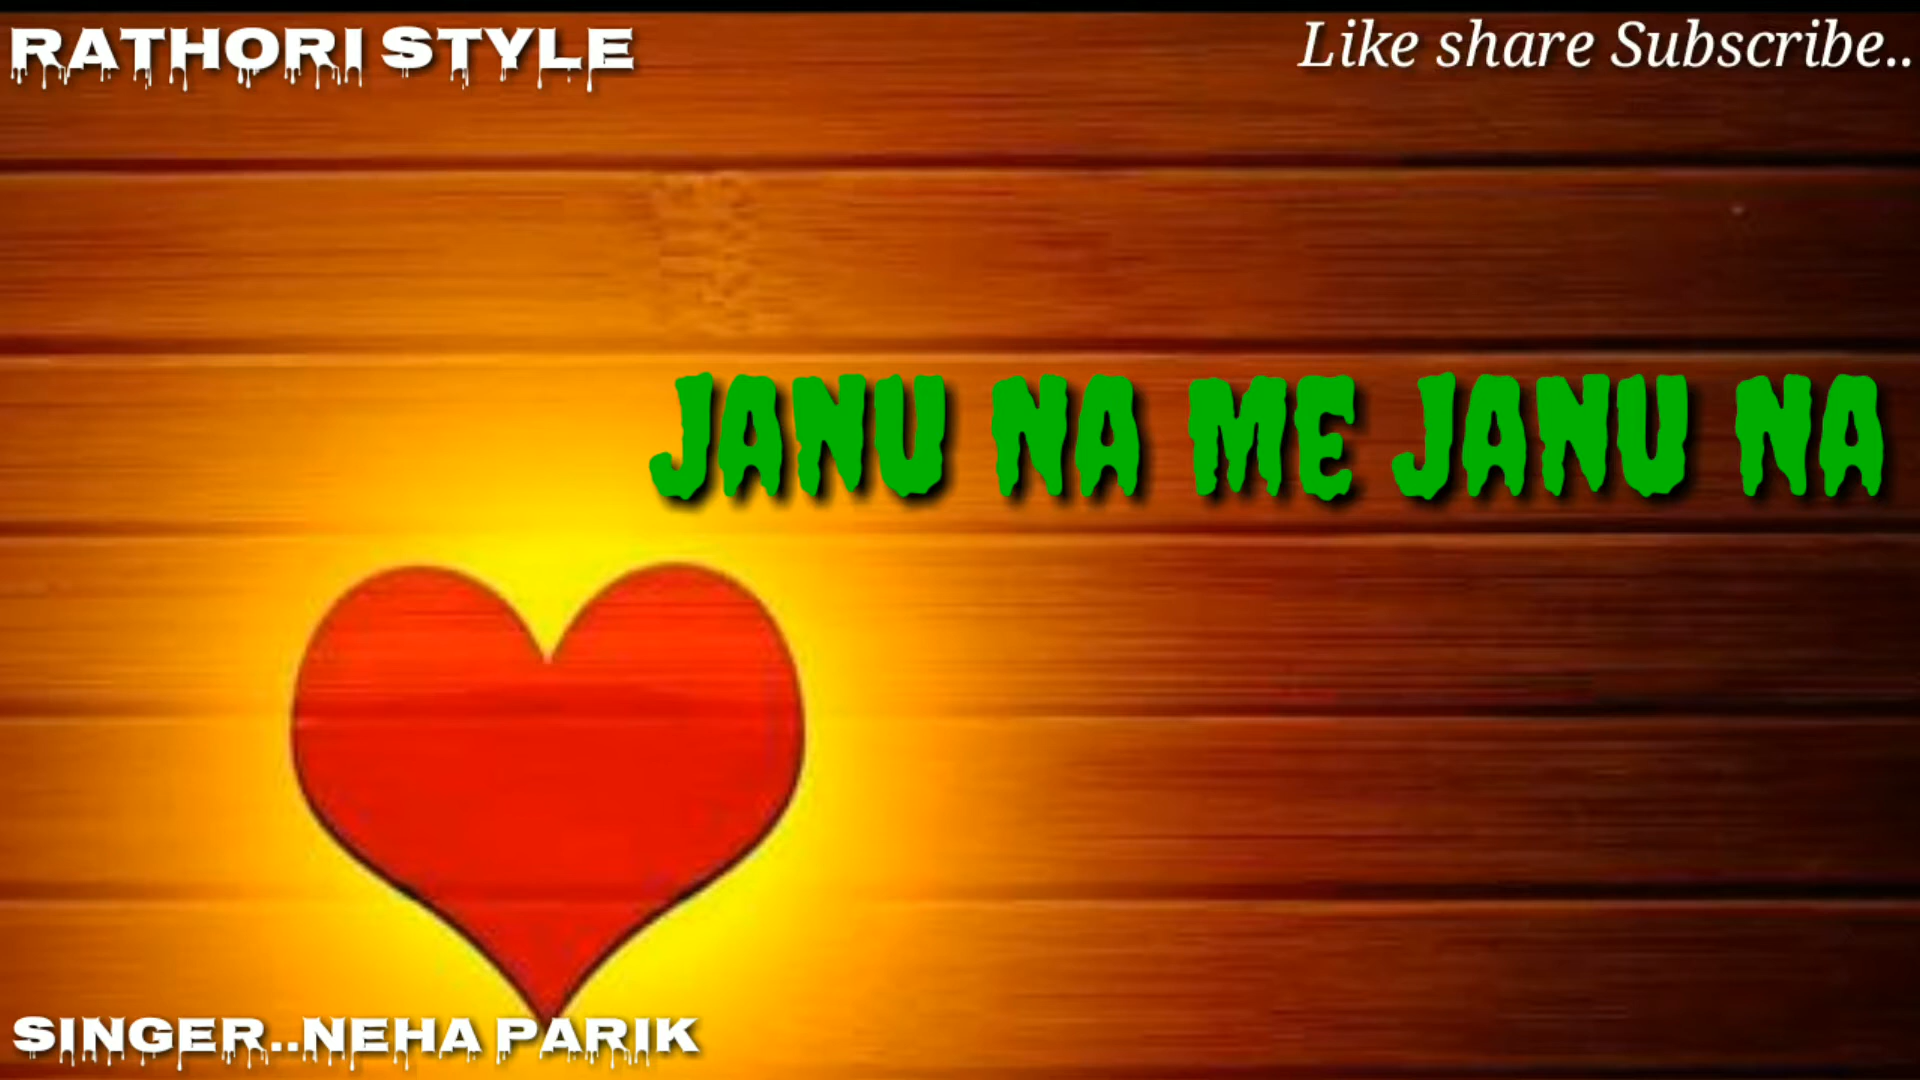 RATHORI STYLE
Like share Subscribe..
JANU NA ME JANU NA
SINGER..NEHA PARIK